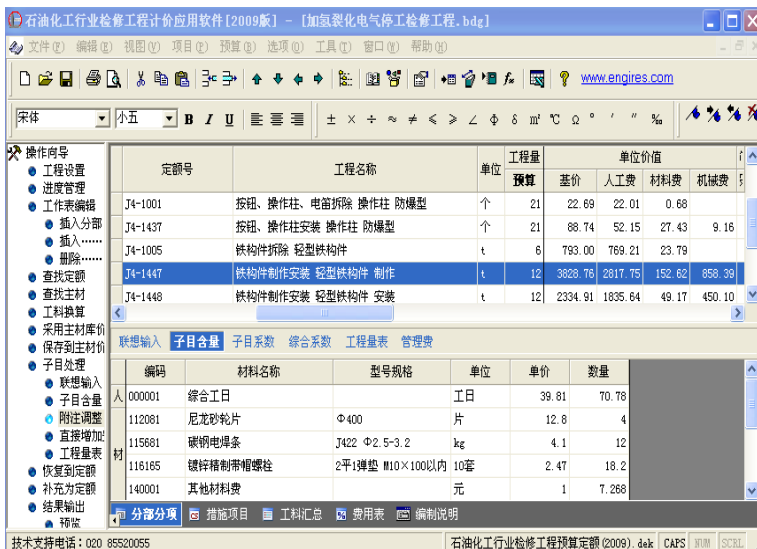 石油化工行业检修工程计价应用软件[2009版] - [加氢裂化电气停工检修工程.bdg]
文件(F) 编辑(E) 视图(V) 项目(P) 预算(B) 选项(O) 工具(T) 窗口(W) 帮助(H)
www.engires.com
宋体 小五 B I U ± × ÷ ≈ ≠ ≤ ≥ ∠ Φ δ ㎡ ℃ Ω ° ′ ″ ‰
操作向导
工程设置
进度管理
工作表编辑
插入分部
插入……
删除……
查找定额
查找主材
工料换算
采用主材库价
保存到主材价
子目处理
联想输入
子目含量
附注调整
直接增加
工程量表
恢复到定额
补充为定额
结果输出
预览
定额号 工程名称 单位 工程量 单位价值
预算 基价 人工费 材料费 机械费
J4-1001 按钮、操作柱、电笛拆除 操作柱 防爆型 个 21 22.69 22.01 0.68
J4-1437 按钮、操作柱安装 操作柱 防爆型 个 21 88.74 52.15 27.43 9.16
J4-1005 铁构件拆除 轻型铁构件 t 6 793.00 769.21 23.79
J4-1447 铁构件制作安装 轻型铁构件 制作 t 12 3828.76 2817.75 152.62 858.39
J4-1448 铁构件制作安装 轻型铁构件 安装 t 12 2334.91 1835.64 49.17 450.10
联想输入 子目含量 子目系数 综合系数 工程量表 管理费
编码 材料名称 型号规格 单位 单价 数量
人 000001 综合工日 工日 39.81 70.78
材 112081 尼龙砂轮片 Φ400 片 12.8 4
115681 碳钢电焊条 J422 Φ2.5-3.2 kg 4.1 12
116165 镀锌精制带帽螺栓 2平1弹垫 M10×100以内 10套 2.47 18.2
140001 其他材料费 元 1 7.268
分部分项 措施项目 工料汇总 费用表 编制说明
技术支持电话：020 85520055 石油化工行业检修工程预算定额(2009).dek CAPS NUM SCRL